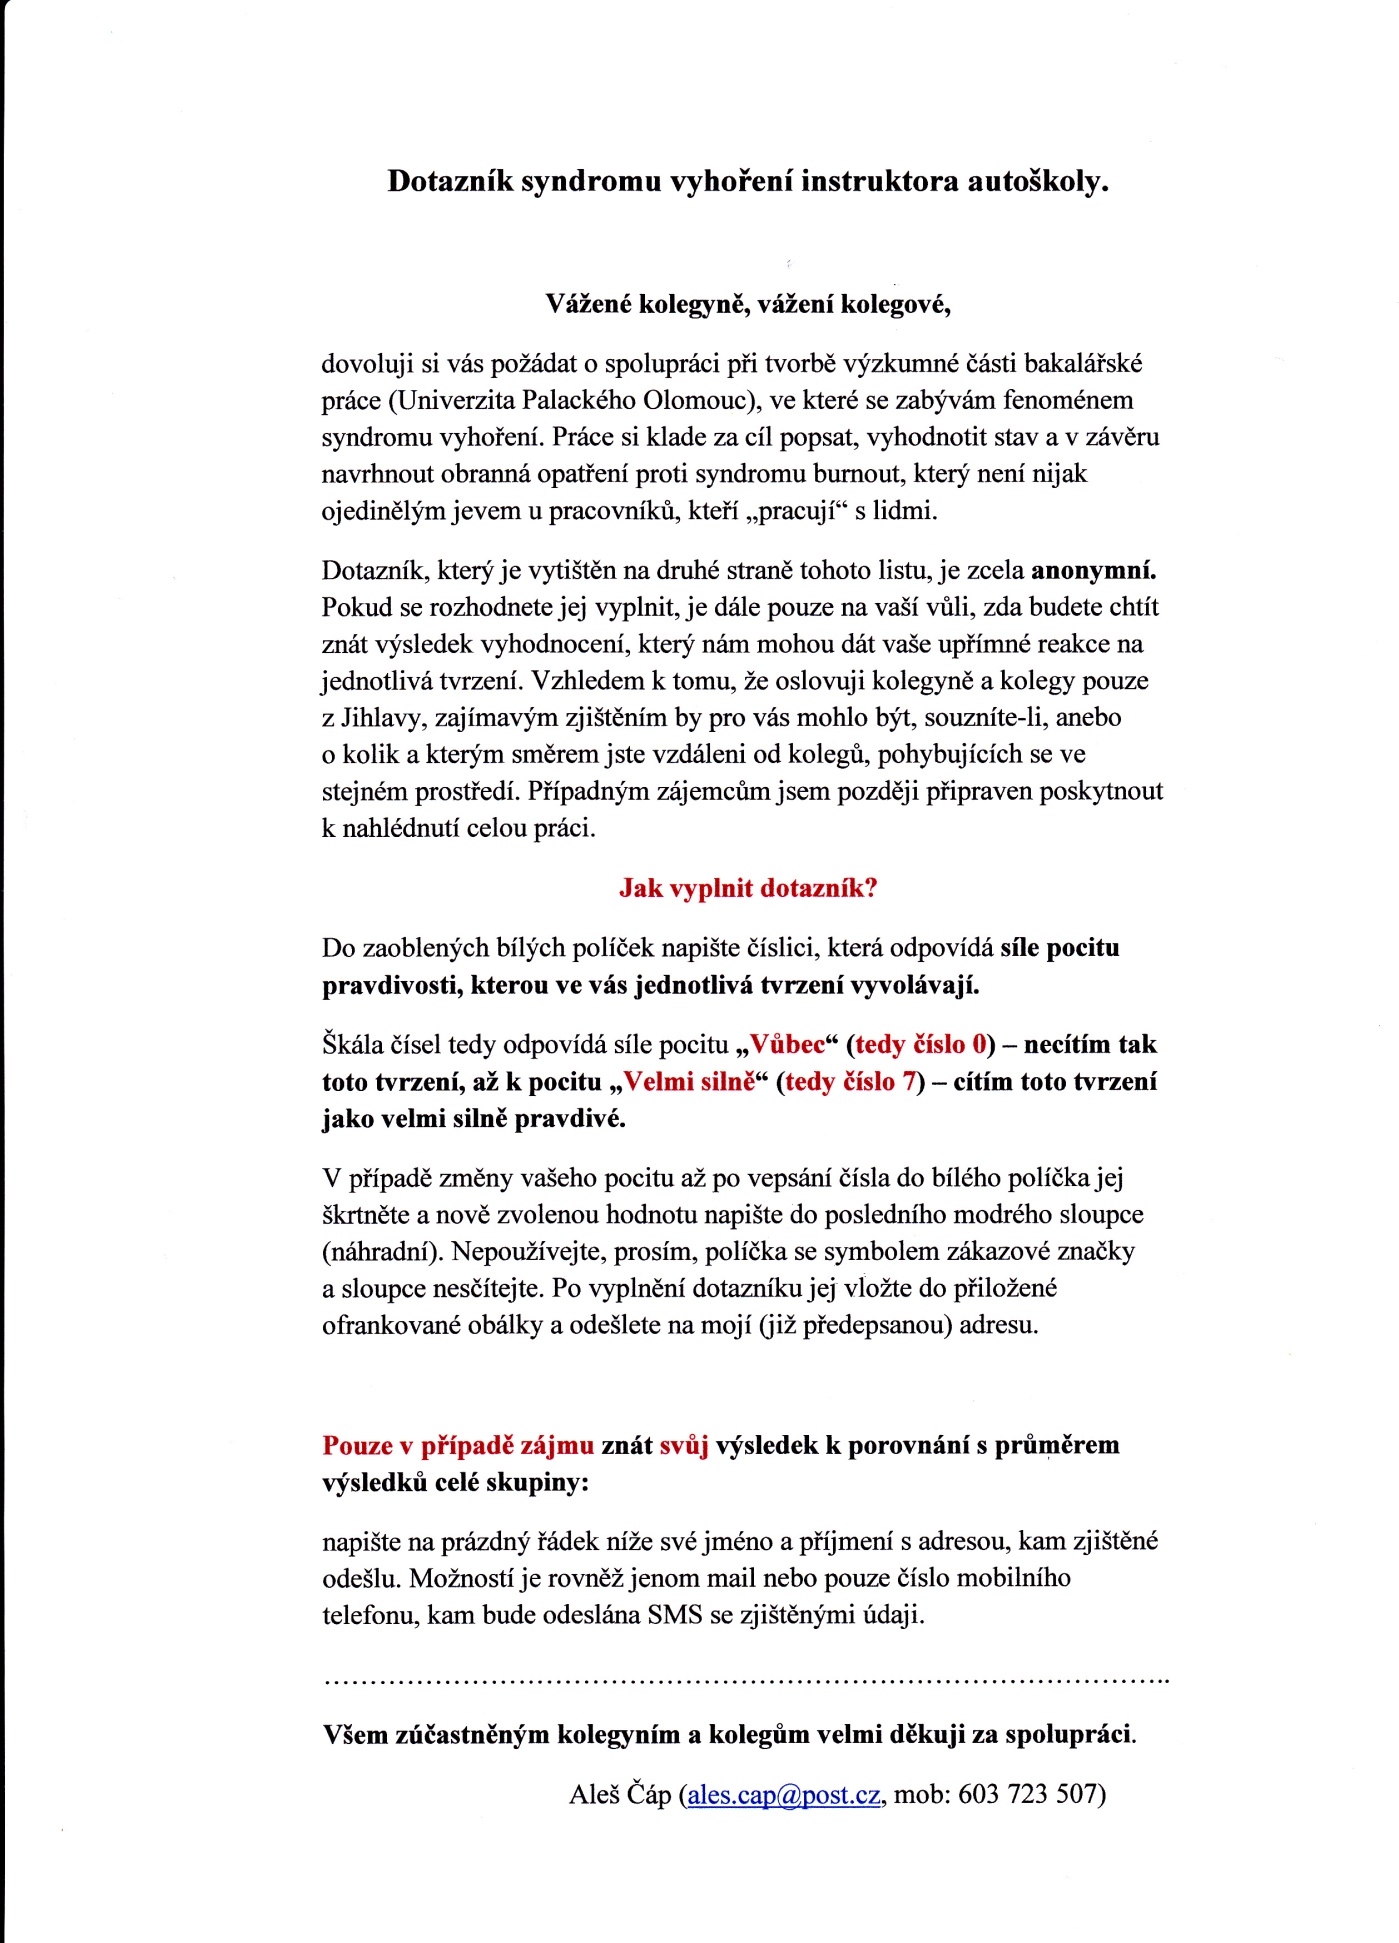 Dotazník syndromu vyhoření instruktora autoškoly.
Vážené kolegyně, vážení kolegové,
dovoluji si vás požádat o spolupráci při tvorbě výzkumné části bakalářské
práce (Univerzita Palackého Olomouc), ve které se zabývám fenoménem
syndromu vyhoření. Práce si klade za cíl popsat, vyhodnotit stav a v závěru
navrhnout obranná opatření proti syndromu burnout, který není nijak
ojedinělým jevem u pracovníků, kteří „pracují“ s lidmi.
Dotazník, který je vytištěn na druhé straně tohoto listu, je zcela anonymní.
Pokud se rozhodnete jej vyplnit, je dále pouze na vaší vůli, zda budete chtít
znát výsledek vyhodnocení, který nám mohou dát vaše upřímné reakce na
jednotlivá tvrzení. Vzhledem k tomu, že oslovuji kolegyně a kolegy pouze
z Jihlavy, zajímavým zjištěním by pro vás mohlo být, souzníte-li, anebo
o kolik a kterým směrem jste vzdáleni od kolegů, pohybujících se ve
stejném prostředí. Případným zájemcům jsem později připraven poskytnout
k nahlédnutí celou práci.
Jak vyplnit dotazník?
Do zaoblených bílých políček napište číslici, která odpovídá síle pocitu
pravdivosti, kterou ve vás jednotlivá tvrzení vyvolávají.
Škála čísel tedy odpovídá síle pocitu „Vůbec“ (tedy číslo 0) – necítím tak
toto tvrzení, až k pocitu „Velmi silně“ (tedy číslo 7) – cítím toto tvrzení
jako velmi silně pravdivé.
V případě změny vašeho pocitu až po vepsání čísla do bílého políčka jej
škrtněte a nově zvolenou hodnotu napište do posledního modrého sloupce
(náhradní). Nepoužívejte, prosím, políčka se symbolem zákazové značky
a sloupce nesčítejte. Po vyplnění dotazníku jej vložte do přiložené
ofrankované obálky a odešlete na mojí (již předepsanou) adresu.
Pouze v případě zájmu znát svůj výsledek k porovnání s průměrem
výsledků celé skupiny:
napište na prázdný řádek níže své jméno a příjmení s adresou, kam zjištěné
odešlu. Možností je rovněž jenom mail nebo pouze číslo mobilního
telefonu, kam bude odeslána SMS se zjištěnými údaji.
…………………………………………………………………………………..
Všem zúčastněným kolegyním a kolegům velmi děkuji za spolupráci.
Aleš Čáp (ales.cap@post.cz, mob: 603 723 507)